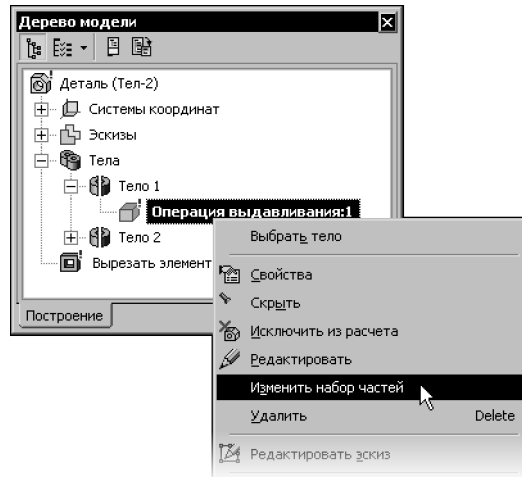 Дерево модели
Деталь (Тел-2)
Системы координат
Эскизы
Тела
Тело 1
Операция выдавливания:1
Тело 2
Вырезать элемент
Построение
Выбрать тело
Свойства
Скрыть
Исключить из расчета
Редактировать
Изменить набор частей
Удалить Delete
Редактировать эскиз